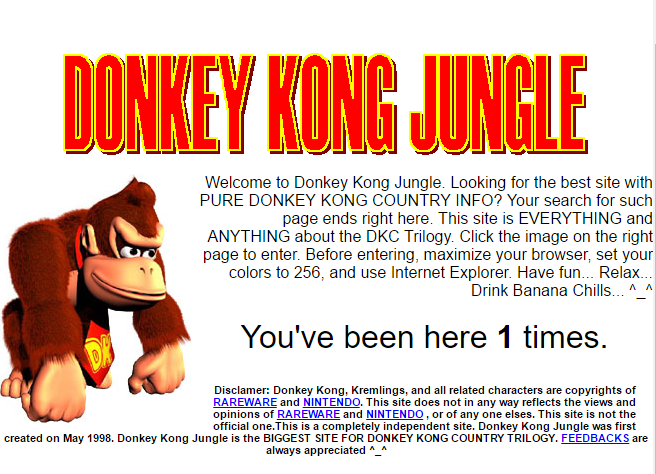 DONKEY KONG JUNGLE
Welcome to Donkey Kong Jungle. Looking for the best site with
PURE DONKEY KONG COUNTRY INFO? Your search for such
page ends right here. This site is EVERYTHING and
ANYTHING about the DKC Trilogy. Click the image on the right
page to enter. Before entering, maximize your browser, set your
colors to 256, and use Internet Explorer. Have fun... Relax...
Drink Banana Chills... ^_^
You've been here 1 times.
DK
Disclamer: Donkey Kong, Kremlings, and all related characters are copyrights of
RAREWARE and NINTENDO. This site does not in any way reflects the views and
opinions of RAREWARE and NINTENDO , or of any one elses. This site is not the
official one.This is a completely independent site. Donkey Kong Jungle was first
created on May 1998. Donkey Kong Jungle is the BIGGEST SITE FOR DONKEY KONG COUNTRY TRILOGY. FEEDBACKS are
always appreciated ^_^